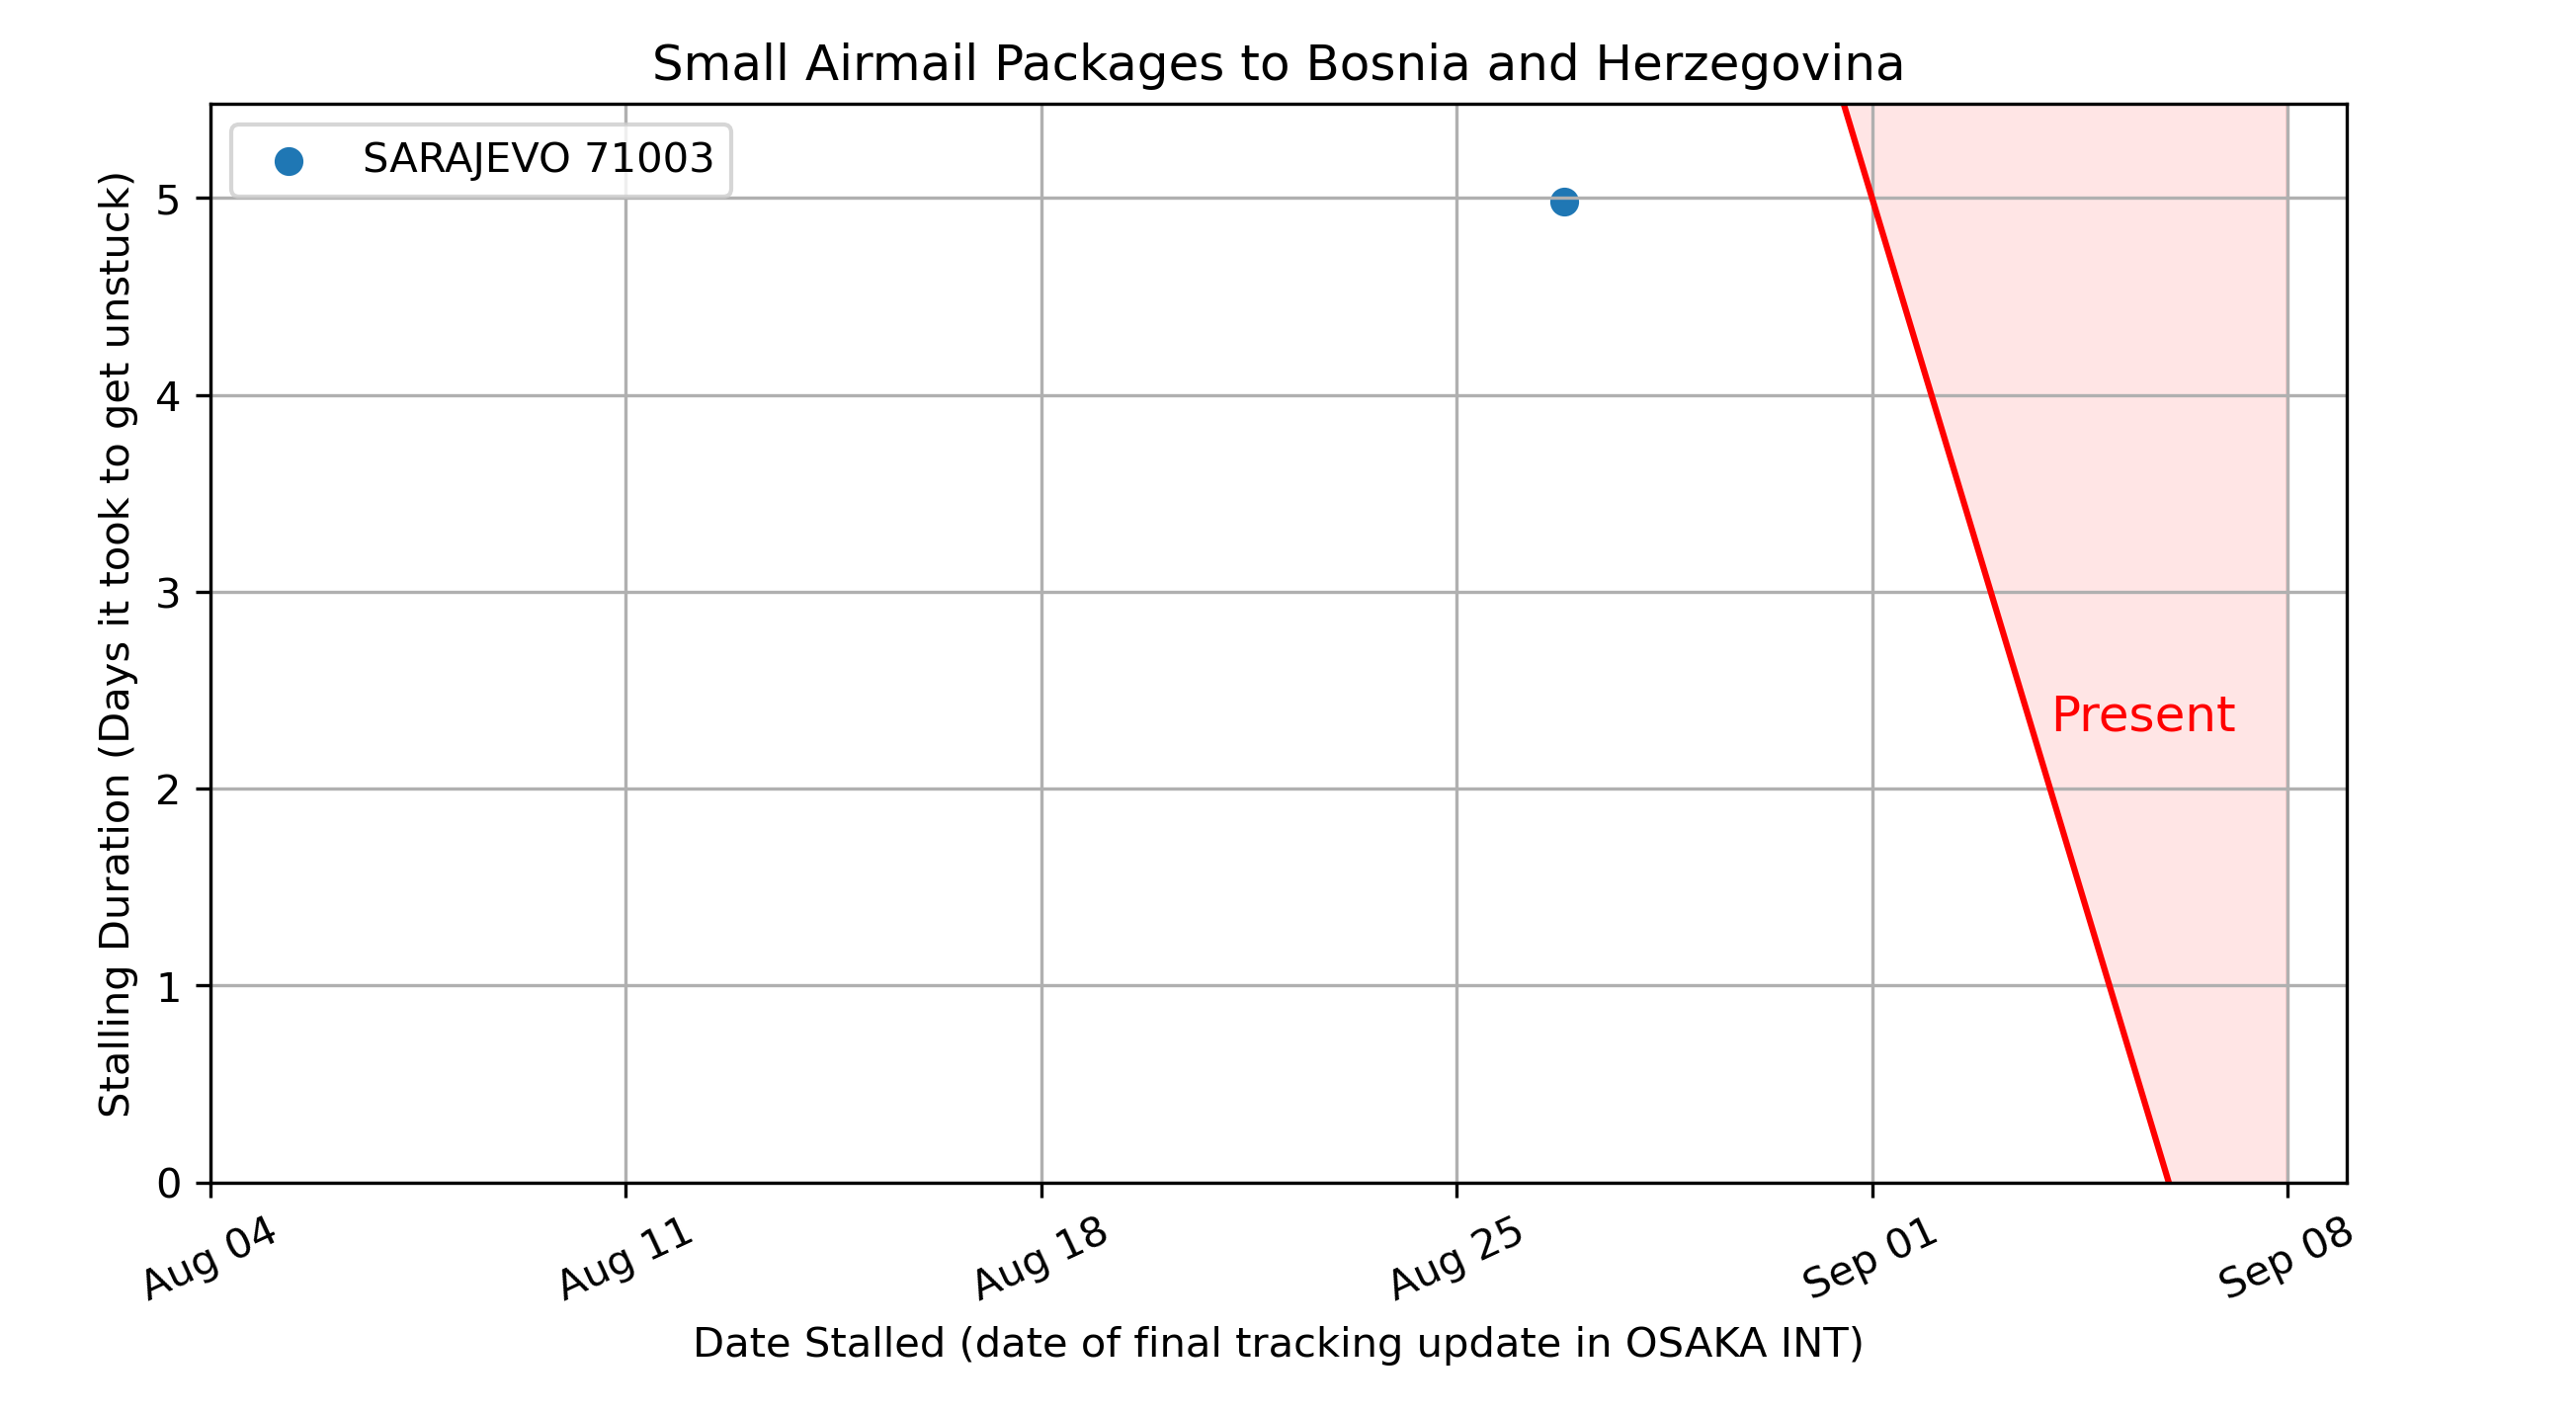 Small Airmail Packages to Bosnia and Herzegovina
SARAJEVO 71003
Stalling Duration (Days it took to get unstuck)
5
4
3
2
1
0
Present
Aug 04
Aug 11
Aug 18
Aug 25
Sep 01
Sep 08
Date Stalled (date of final tracking update in OSAKA INT)